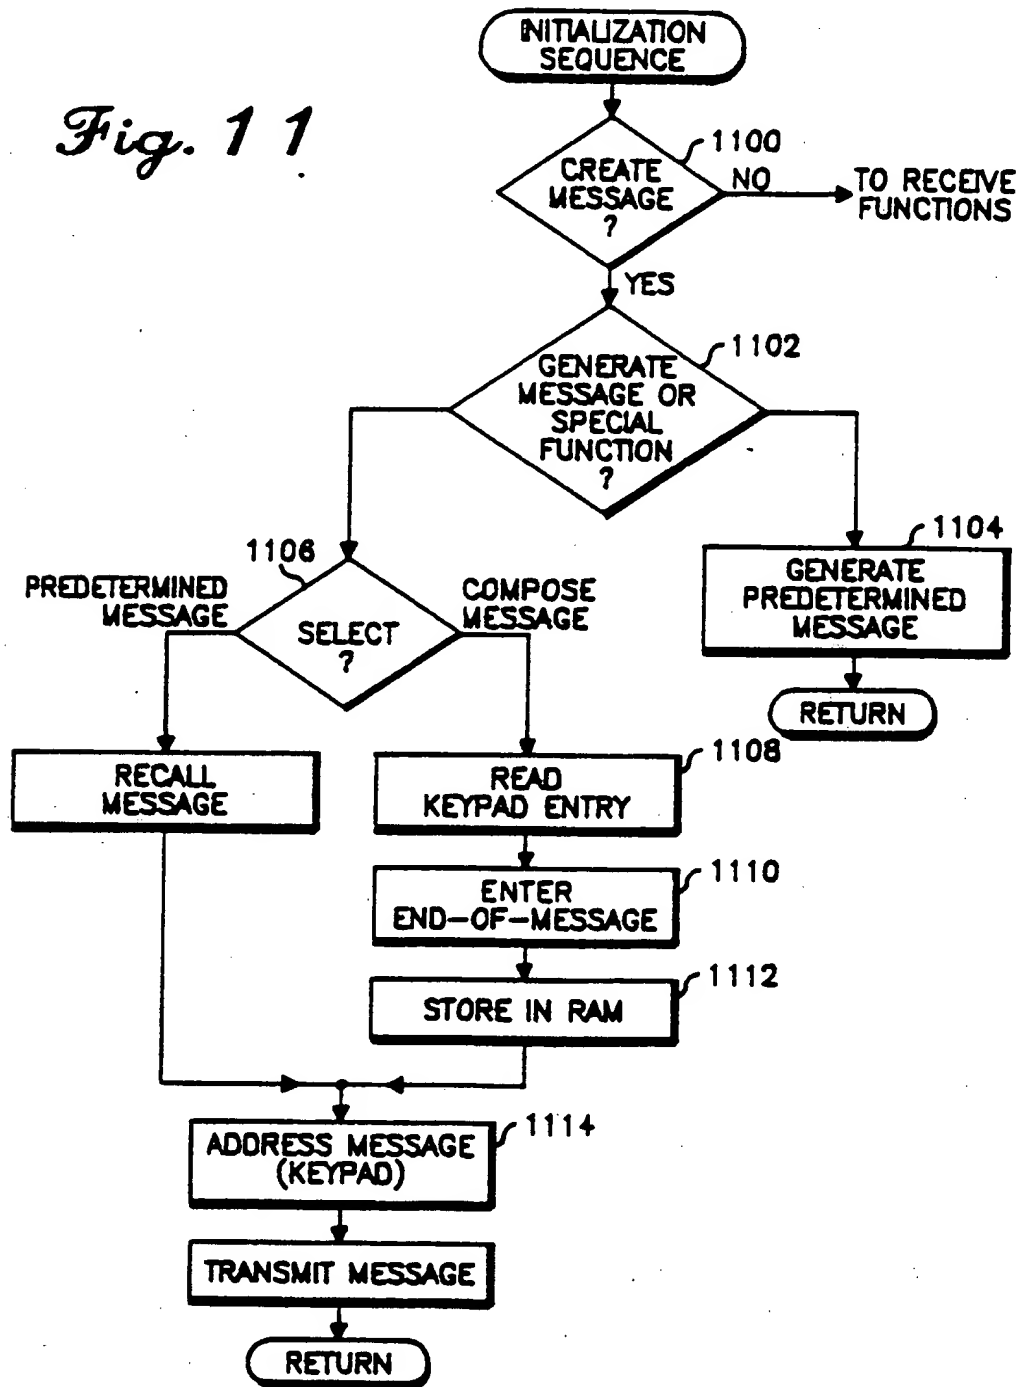 Fig. 11
INITIALIZATION
SEQUENCE
1100
CREATE
MESSAGE
?
NO
TO RECEIVE
FUNCTIONS
YES
1102
GENERATE
MESSAGE OR
SPECIAL
FUNCTION
?
1104
GENERATE
PREDETERMINED
MESSAGE
RETURN
1106
PREDETERMINED
MESSAGE
SELECT
?
COMPOSE
MESSAGE
RECALL
MESSAGE
1108
READ
KEYPAD ENTRY
1110
ENTER
END-OF-MESSAGE
1112
STORE IN RAM
1114
ADDRESS MESSAGE
(KEYPAD)
TRANSMIT MESSAGE
RETURN